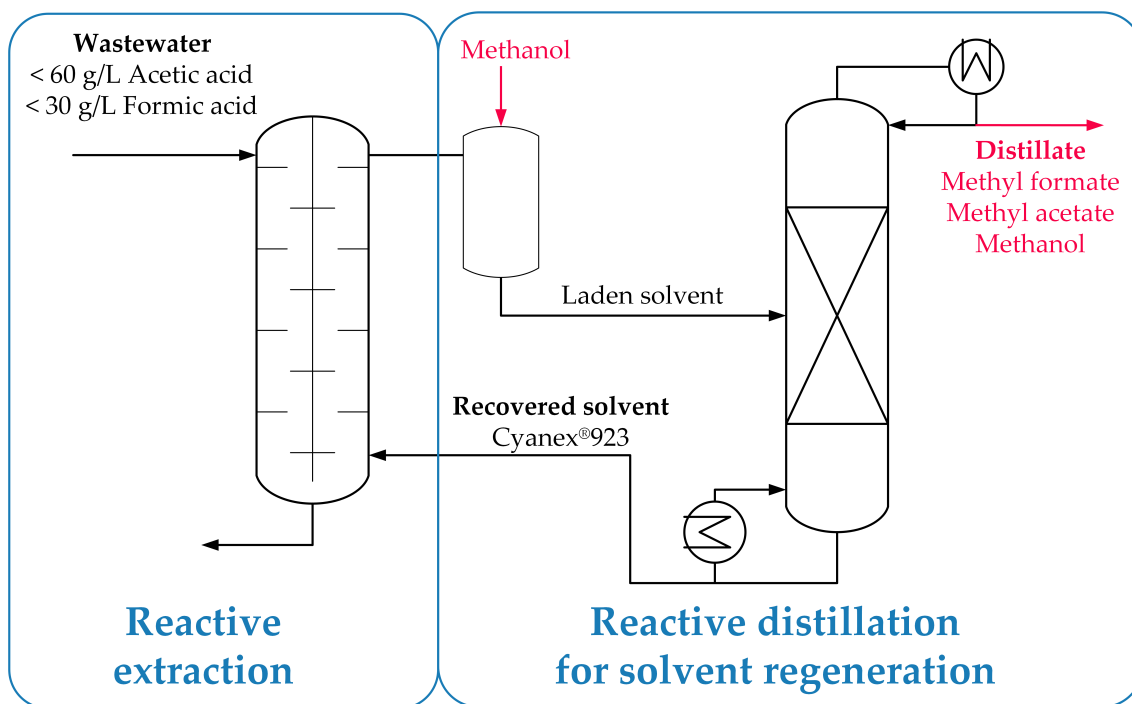 Wastewater
< 60 g/L Acetic acid
< 30 g/L Formic acid
Methanol
Distillate
Methyl formate
Methyl acetate
Methanol
Laden solvent
Recovered solvent
Cyanex®923
Reactive
extraction
Reactive distillation
for solvent regeneration